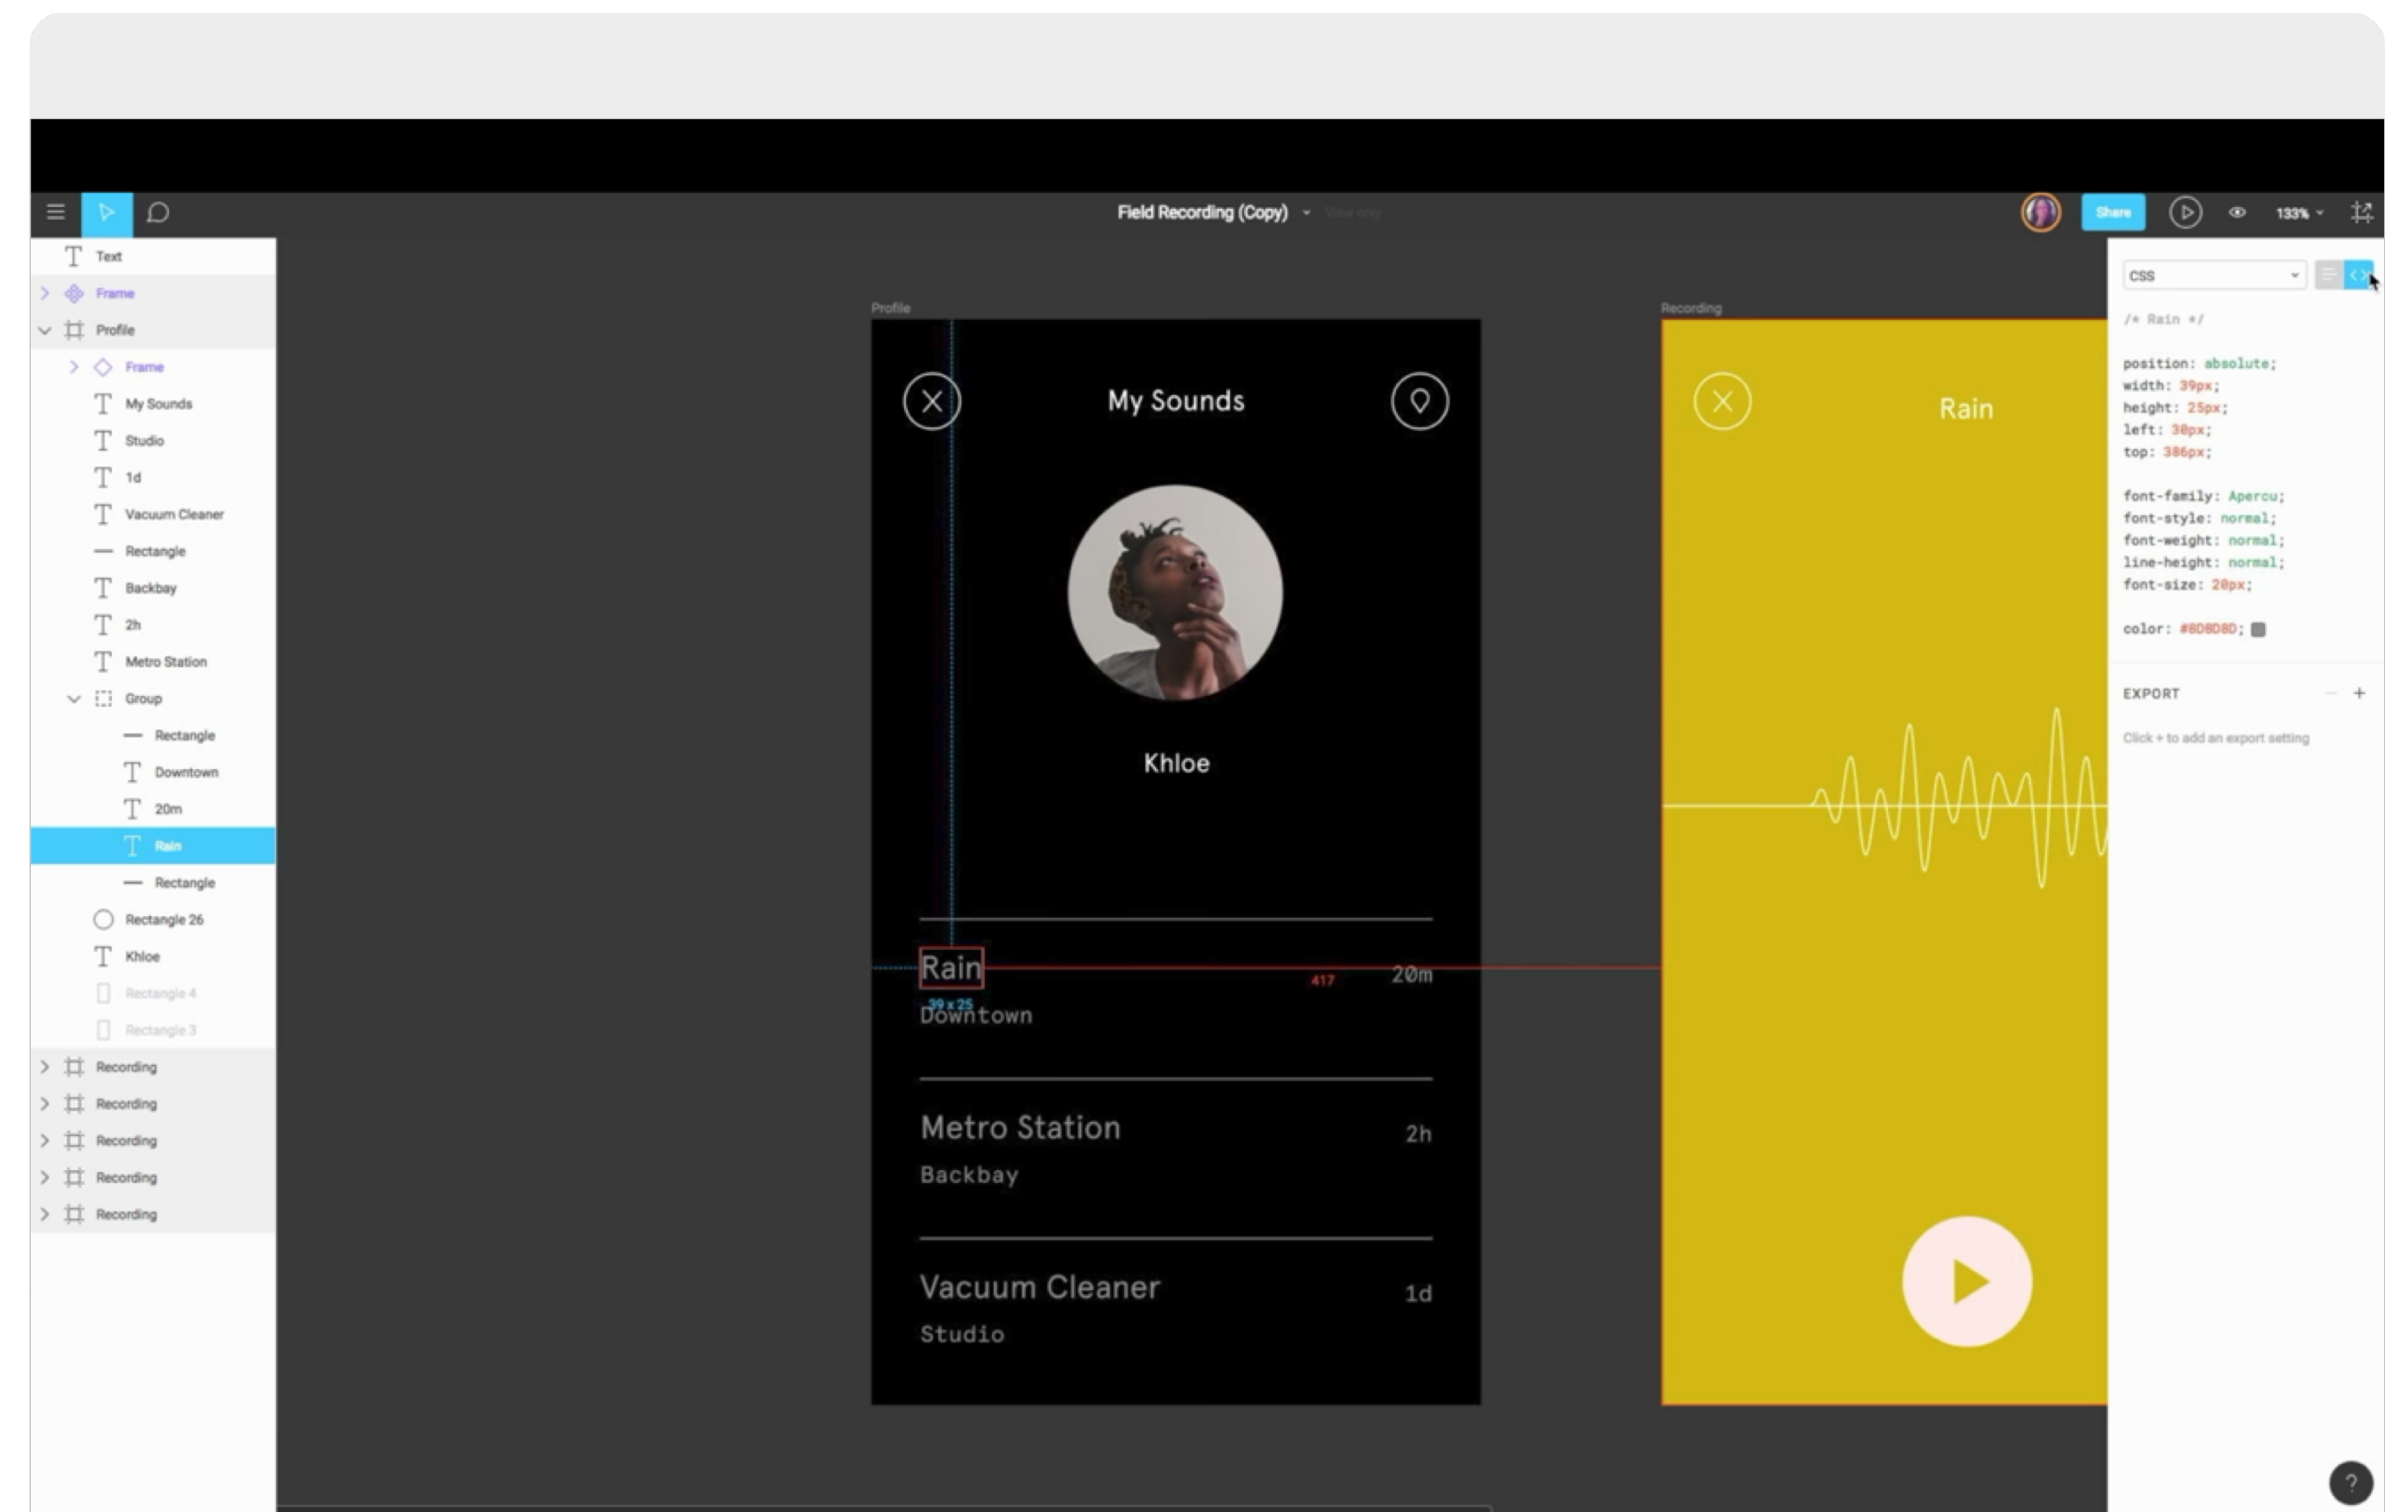 Field Recording (Copy)
View only
Share
133%
Text
Frame
Profile
Frame
My Sounds
Studio
1d
Vacuum Cleaner
Rectangle
Backbay
2h
Metro Station
Group
Rectangle
Downtown
20m
Rain
Rectangle
Rectangle 26
Khloe
Rectangle 4
Rectangle 3
Recording
Recording
Recording
Recording
Recording
Profile
My Sounds
Khloe
Rain
20m
417
39 x 25
Downtown
Metro Station
2h
Backbay
Vacuum Cleaner
1d
Studio
Recording
Rain
CSS
/* Rain */
position: absolute;
width: 39px;
height: 25px;
left: 30px;
top: 386px;
font-family: Apercu;
font-style: normal;
font-weight: normal;
line-height: normal;
font-size: 20px;
color: #8D8D8D;
EXPORT
Click + to add an export setting
?